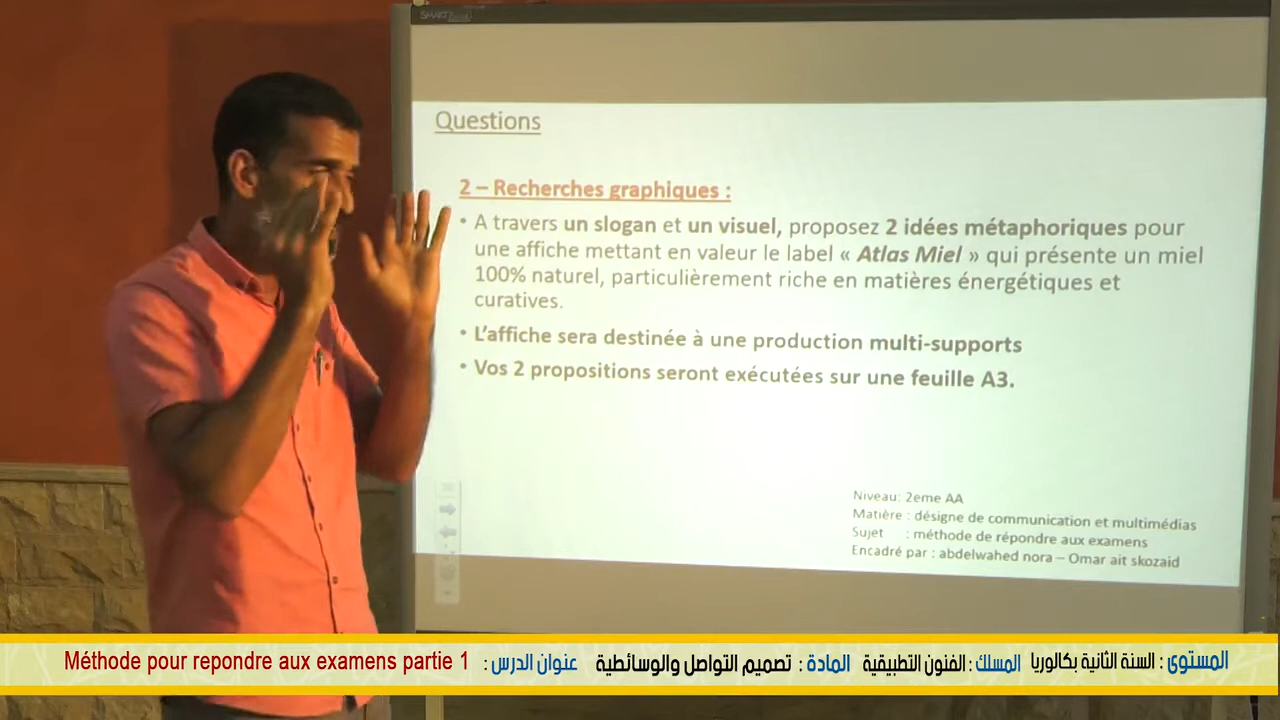 SMART
Questions
2 – Recherches graphiques :
• A travers un slogan et un visuel, proposez 2 idées métaphoriques pour
une affiche mettant en valeur le label « Atlas Miel » qui présente un miel
100% naturel, particulièrement riche en matières énergétiques et
curatives.
• L'affiche sera destinée à une production multi-supports
• Vos 2 propositions seront exécutées sur une feuille A3.
Niveau: 2eme AA
Matière : désigne de communication et multimédias
Sujet : méthode de répondre aux examens
Encadré par : abdelwahed nora – Omar ait skozaid
المستوى : السنة الثانية بكالوريا المسلك : الفنون التطبيقية المادة : تصميم التواصل والوسائطية عنوان الدرس : Méthode pour repondre aux examens partie 1